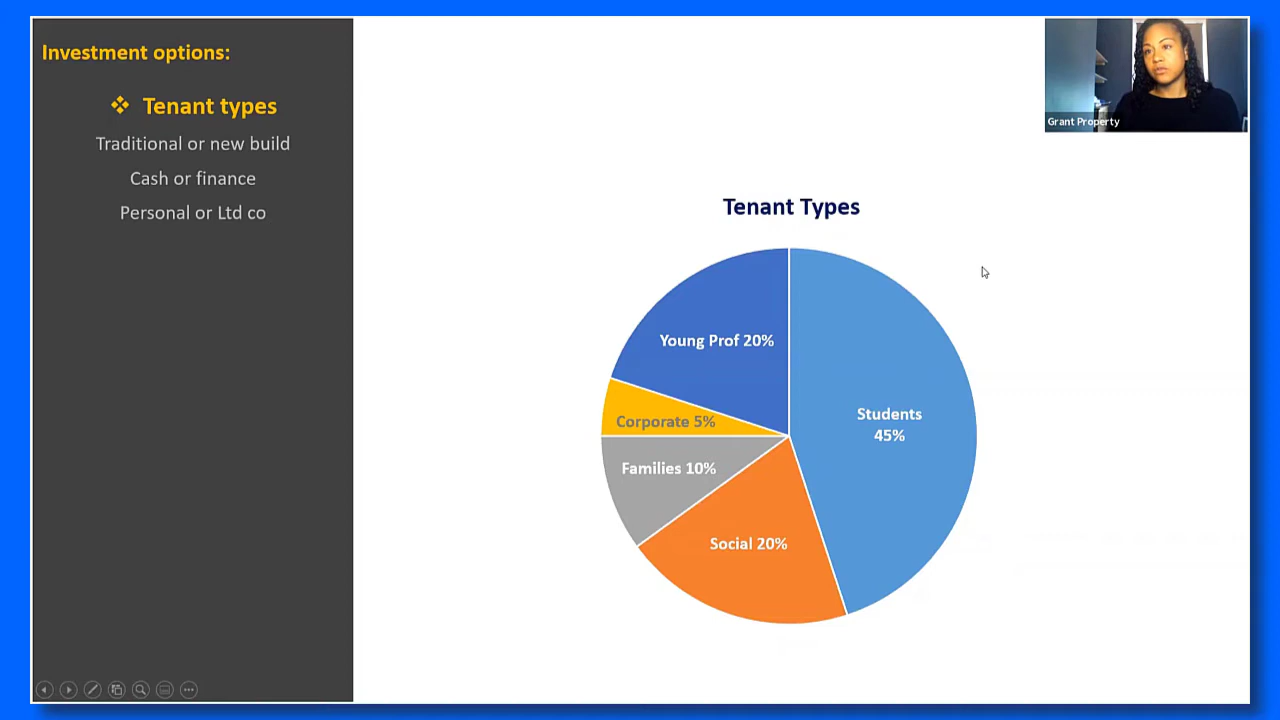 Investment options:
❖ Tenant types
Traditional or new build
Cash or finance
Personal or Ltd co
Grant Property
Tenant Types
Young Prof 20%
Students
45%
Corporate 5%
Families 10%
Social 20%